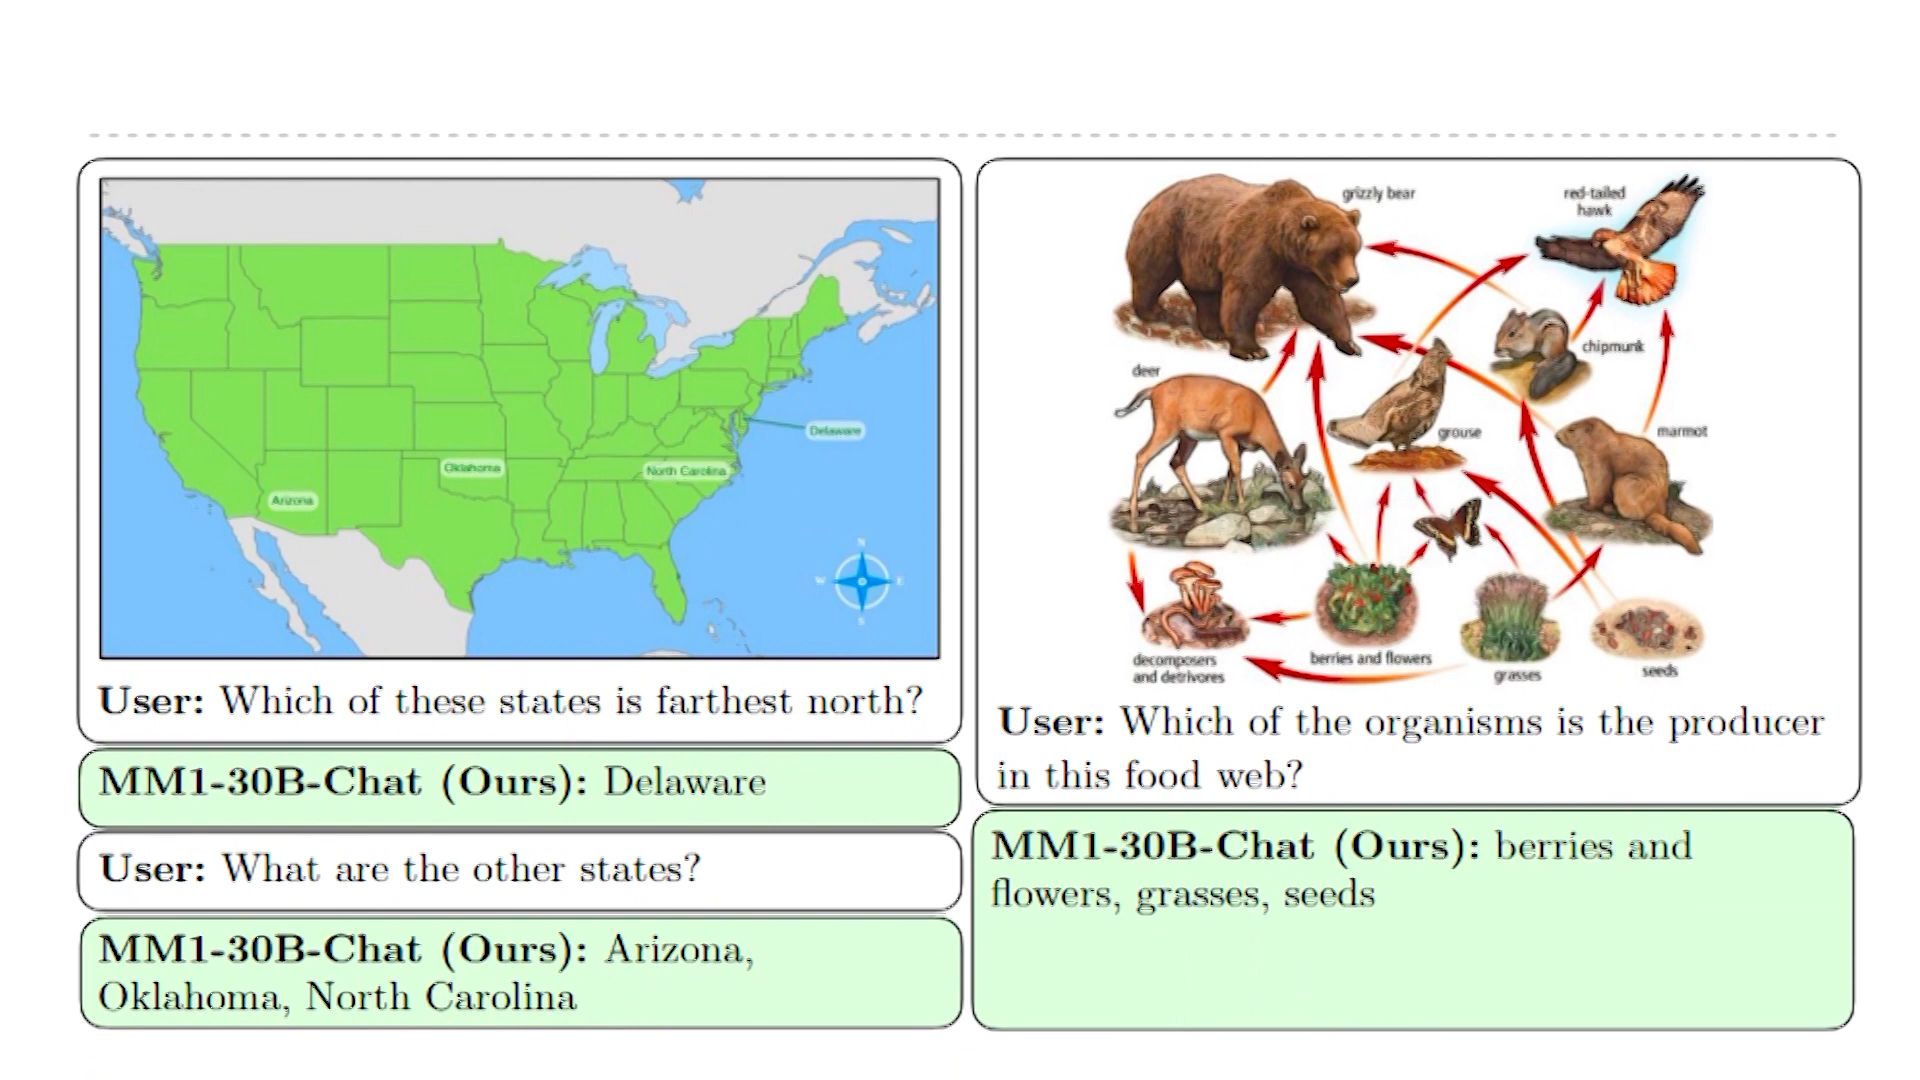 Delaware
Oklahoma
North Carolina
Arizona
N
W
E
S
User: Which of these states is farthest north?
MM1-30B-Chat (Ours): Delaware
User: What are the other states?
MM1-30B-Chat (Ours): Arizona,
Oklahoma, North Carolina
grizzly bear
red-tailed
hawk
chipmunk
deer
grouse
marmot
decomposers
and detrivores
berries and flowers
grasses
seeds
User: Which of the organisms is the producer
in this food web?
MM1-30B-Chat (Ours): berries and
flowers, grasses, seeds